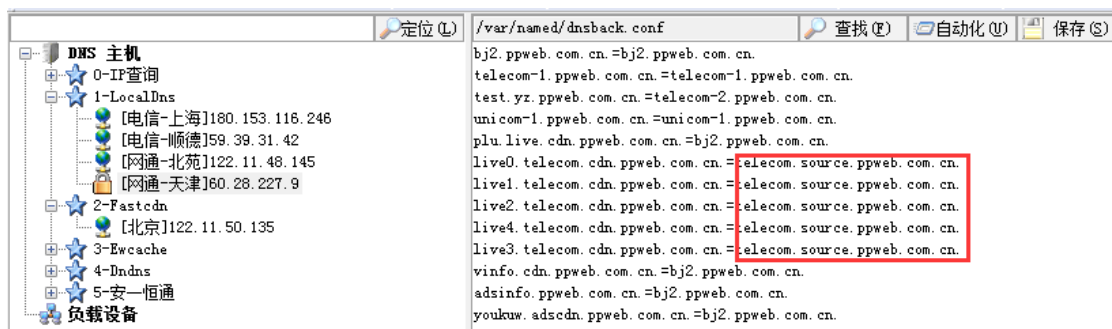 定位(L) /var/named/dnsback.conf 查找(F) 自动化(U) 保存(S)
DNS 主机
0-IP查询
1-LocalDns
[电信-上海]180.153.116.246
[电信-顺德]59.39.31.42
[网通-北苑]122.11.48.145
[网通-天津]60.28.227.9
2-Fastcdn
[北京]122.11.50.135
3-Ewcache
4-Dndns
5-安一恒通
负载设备
bj2.ppweb.com.cn.=bj2.ppweb.com.cn.
telecom-1.ppweb.com.cn.=telecom-1.ppweb.com.cn.
test.yz.ppweb.com.cn.=telecom-2.ppweb.com.cn.
unicom-1.ppweb.com.cn.=unicom-1.ppweb.com.cn.
plu.live.cdn.ppweb.com.cn.=bj2.ppweb.com.cn.
live0.telecom.cdn.ppweb.com.cn.=telecom.source.ppweb.com.cn.
live1.telecom.cdn.ppweb.com.cn.=telecom.source.ppweb.com.cn.
live2.telecom.cdn.ppweb.com.cn.=telecom.source.ppweb.com.cn.
live4.telecom.cdn.ppweb.com.cn.=telecom.source.ppweb.com.cn.
live3.telecom.cdn.ppweb.com.cn.=telecom.source.ppweb.com.cn.
vinfo.cdn.ppweb.com.cn.=bj2.ppweb.com.cn.
adsinfo.ppweb.com.cn.=bj2.ppweb.com.cn.
youkuw.adscdn.ppweb.com.cn.=bj2.ppweb.com.cn.